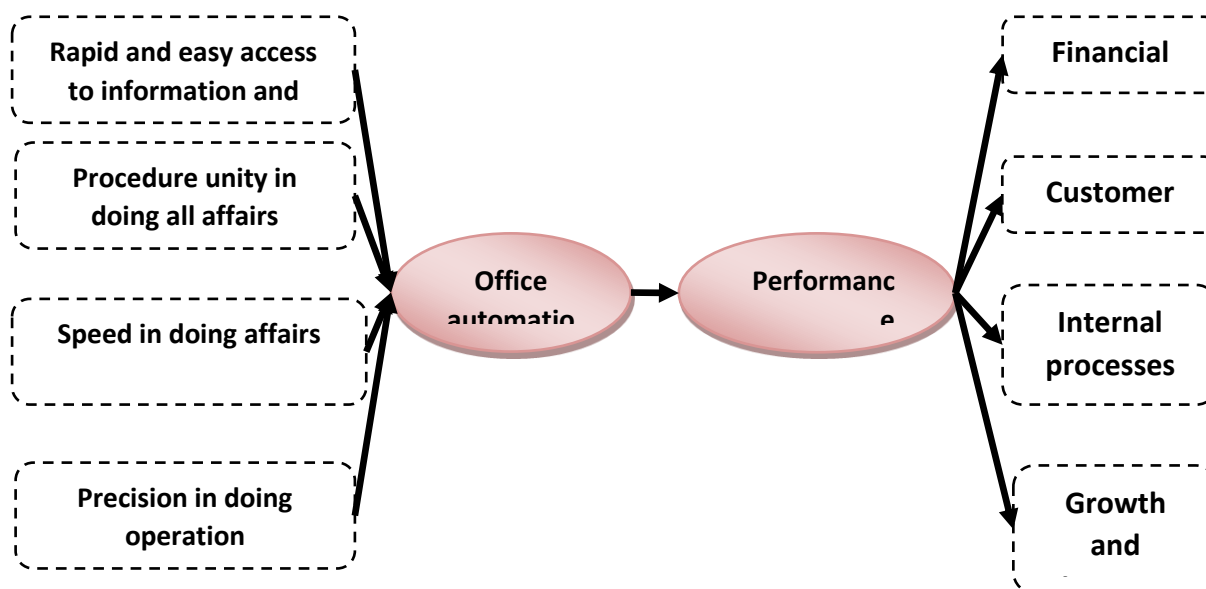 Rapid and easy access
to information and
Procedure unity in
doing all affairs
Speed in doing affairs
Precision in doing
operation
Office
automatio
Performanc
e
Financial
Customer
Internal
processes
Growth
and